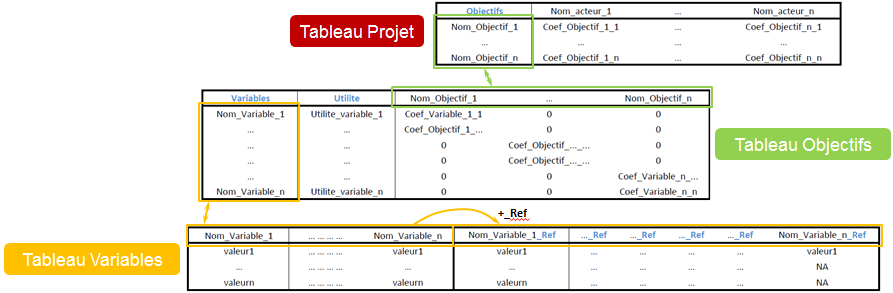 Tableau Projet
Objectifs Nom_acteur_1 ... Nom_acteur_n
Nom_Objectif_1 Coef_Objectif_1_1 ... Coef_Objectif_n_1
... ... ... ...
Nom_Objectif_n Coef_Objectif_1_n ... Coef_Objectif_n_n
Variables Utilite Nom_Objectif_1 ... Nom_Objectif_n
Nom_Variable_1 Utilite_variable_1 Coef_Variable_1_1 0 0
... ... Coef_Objectif_1_... 0 0
... ... 0 Coef_Objectif_..._... 0
... ... 0 Coef_Objectif_..._... 0
... ... 0 0 Coef_Variable_n_...
Nom_Variable_n Utilite_variable_n 0 0 Coef_Variable_n_n
Tableau Objectifs
+_Ref
Tableau Variables
Nom_Variable_1 ... ... ... ... Nom_Variable_n Nom_Variable_1_Ref ..._Ref ..._Ref ..._Ref ..._Ref Nom_Variable_n_Ref
valeur1 ... ... ... ... valeur1 valeur1 ... ... ... ... valeur1
... ... ... ... ... ... ... ... ... ... ... NA
valeurn ... ... ... ... valeurn valeurn ... ... ... ... NA